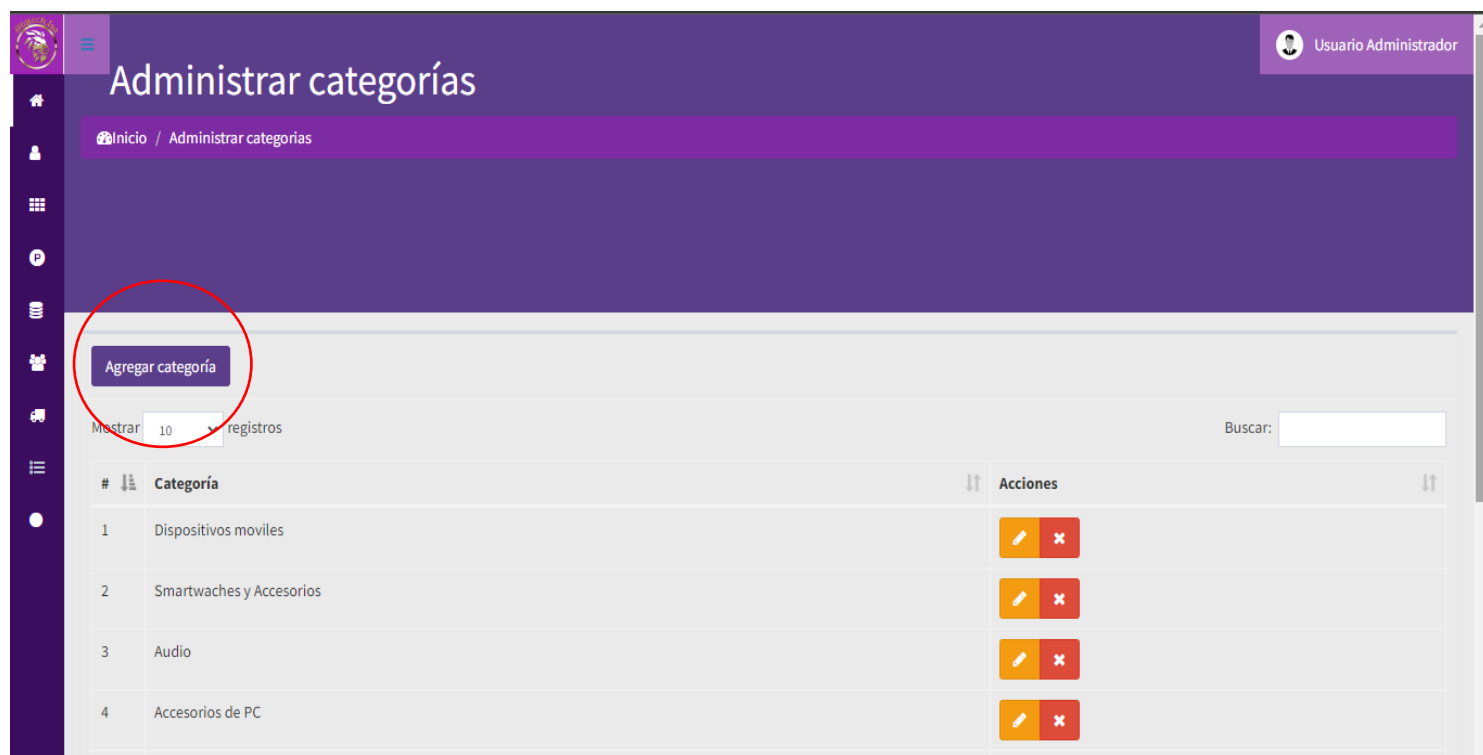 Usuario Administrador
Administrar categorías
Inicio / Administrar categorias
Agregar categoría
Mostrar 10 registros
Buscar:
# Categoría Acciones
1 Dispositivos moviles
2 Smartwaches y Accesorios
3 Audio
4 Accesorios de PC